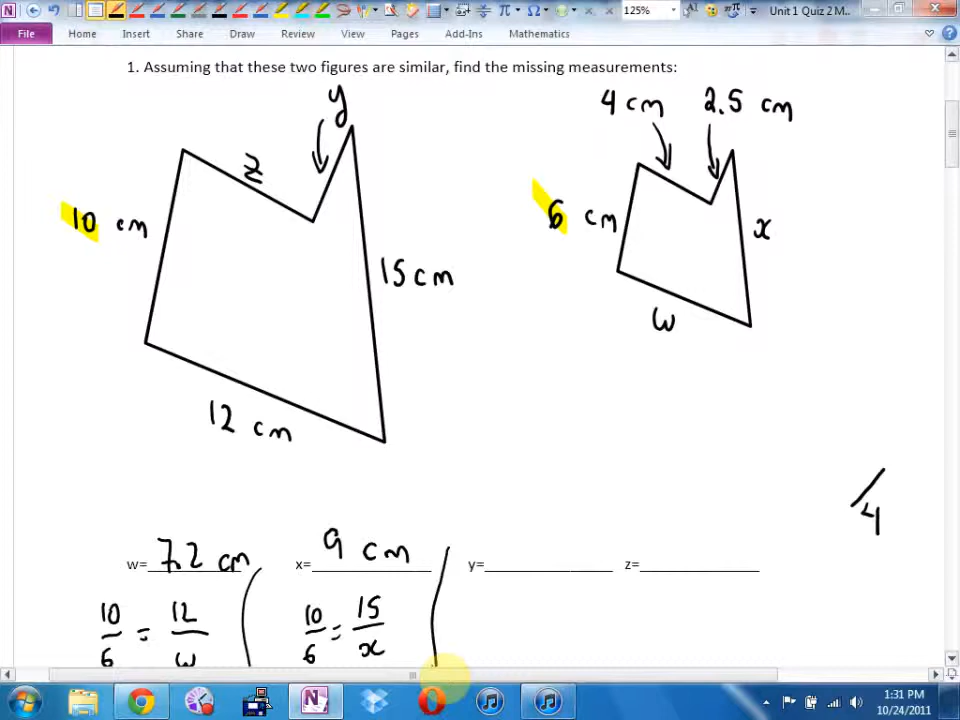 125% Unit 1 Quiz 2 M..
File Home Insert Share Draw Review View Pages Add-Ins Mathematics
1. Assuming that these two figures are similar, find the missing measurements:
y
4 cm 2.5 cm
z
10 cm
6 cm
x
15 cm
w
12 cm
/4
w= 7.2 cm x= 9 cm y= z=
10/6 = 12/w 10/6 = 15/x
1:31 PM
10/24/2011